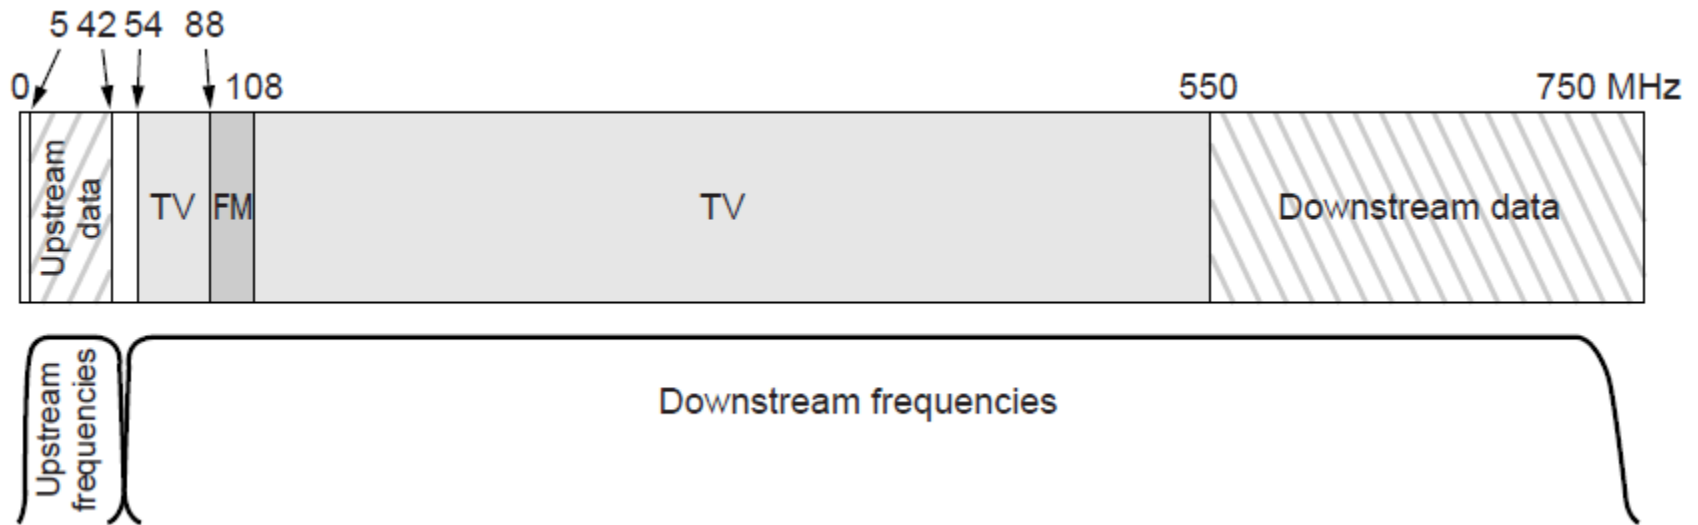 5 42 54 88
0 108 550 750 MHz
Upstream
data
TV
FM
TV
Downstream data
Upstream
frequencies
Downstream frequencies